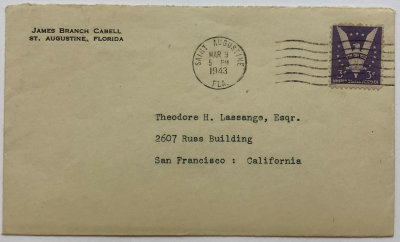 JAMES BRANCH CABELL
ST. AUGUSTINE, FLORIDA
SAINT AUGUSTINE
MAR 9
5 PM
1943
FLA.
3¢ 3¢
Theodore H. Lassange, Esqr.
2607 Russ Building
San Francisco : California